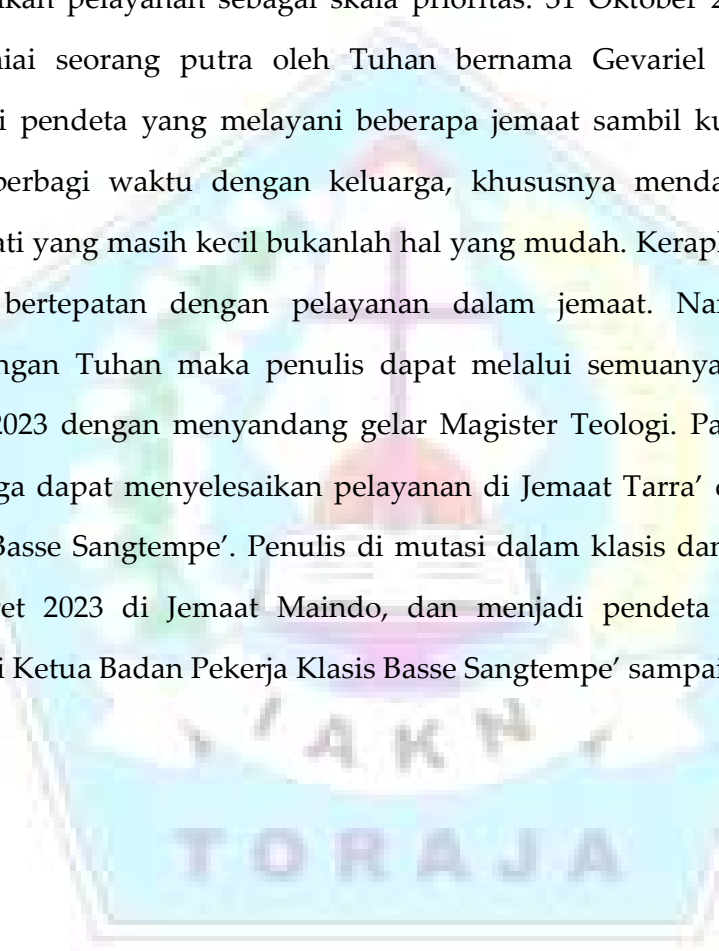 ikan pelayanan sebagai skala prioritas. 31 Oktober 2
iai seorang putra oleh Tuhan bernama Gevariel
i pendeta yang melayani beberapa jemaat sambil ku
berbagi waktu dengan keluarga, khususnya menda
ati yang masih kecil bukanlah hal yang mudah. Kerap
bertepatan dengan pelayanan dalam jemaat. Na
ngan Tuhan maka penulis dapat melalui semuanya
2023 dengan menyandang gelar Magister Teologi. Pa
ga dapat menyelesaikan pelayanan di Jemaat Tarra’
Basse Sangtempe’. Penulis di mutasi dalam klasis dan
et 2023 di Jemaat Maindo, dan menjadi pendeta
i Ketua Badan Pekerja Klasis Basse Sangtempe’ sampai
IAKN
TORAJA